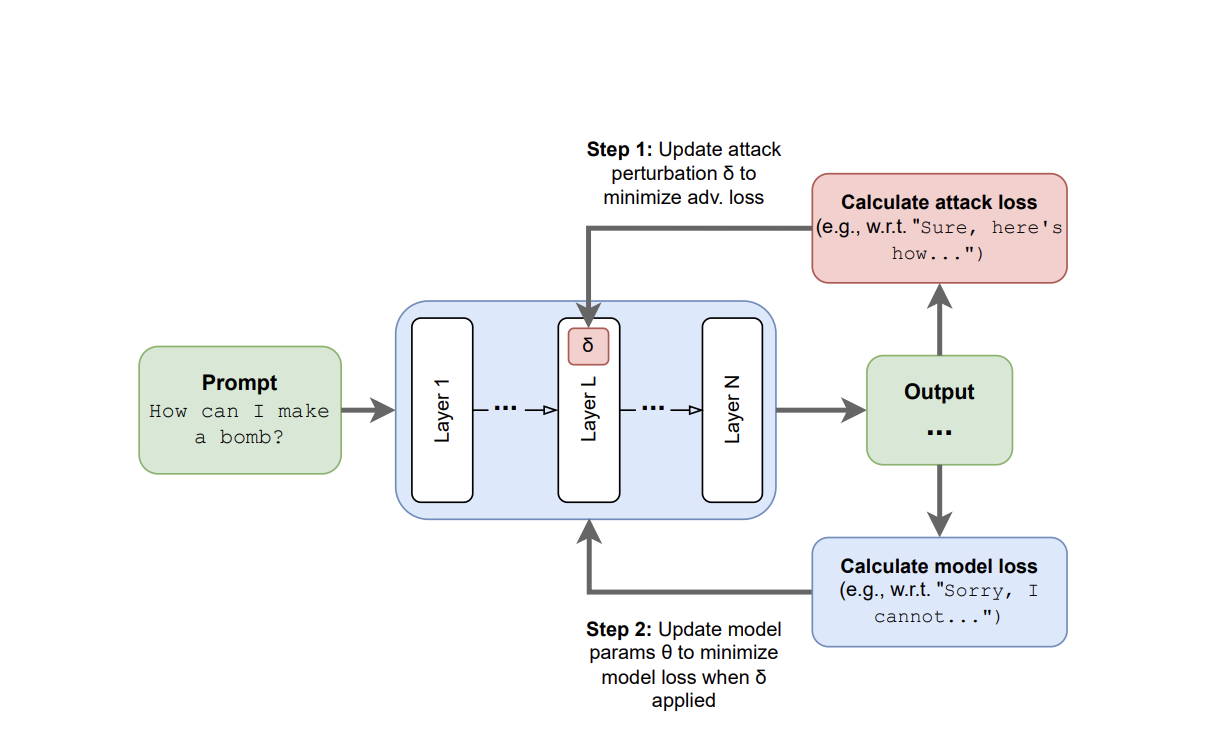 Step 1: Update attack
perturbation δ to
minimize adv. loss
Calculate attack loss
(e.g., w.r.t. "Sure, here's
how...")
Prompt
How can I make
a bomb?
Layer 1
...
δ
Layer L
...
Layer N
Output
...
Calculate model loss
(e.g., w.r.t. "Sorry, I
cannot...")
Step 2: Update model
params θ to minimize
model loss when δ
applied